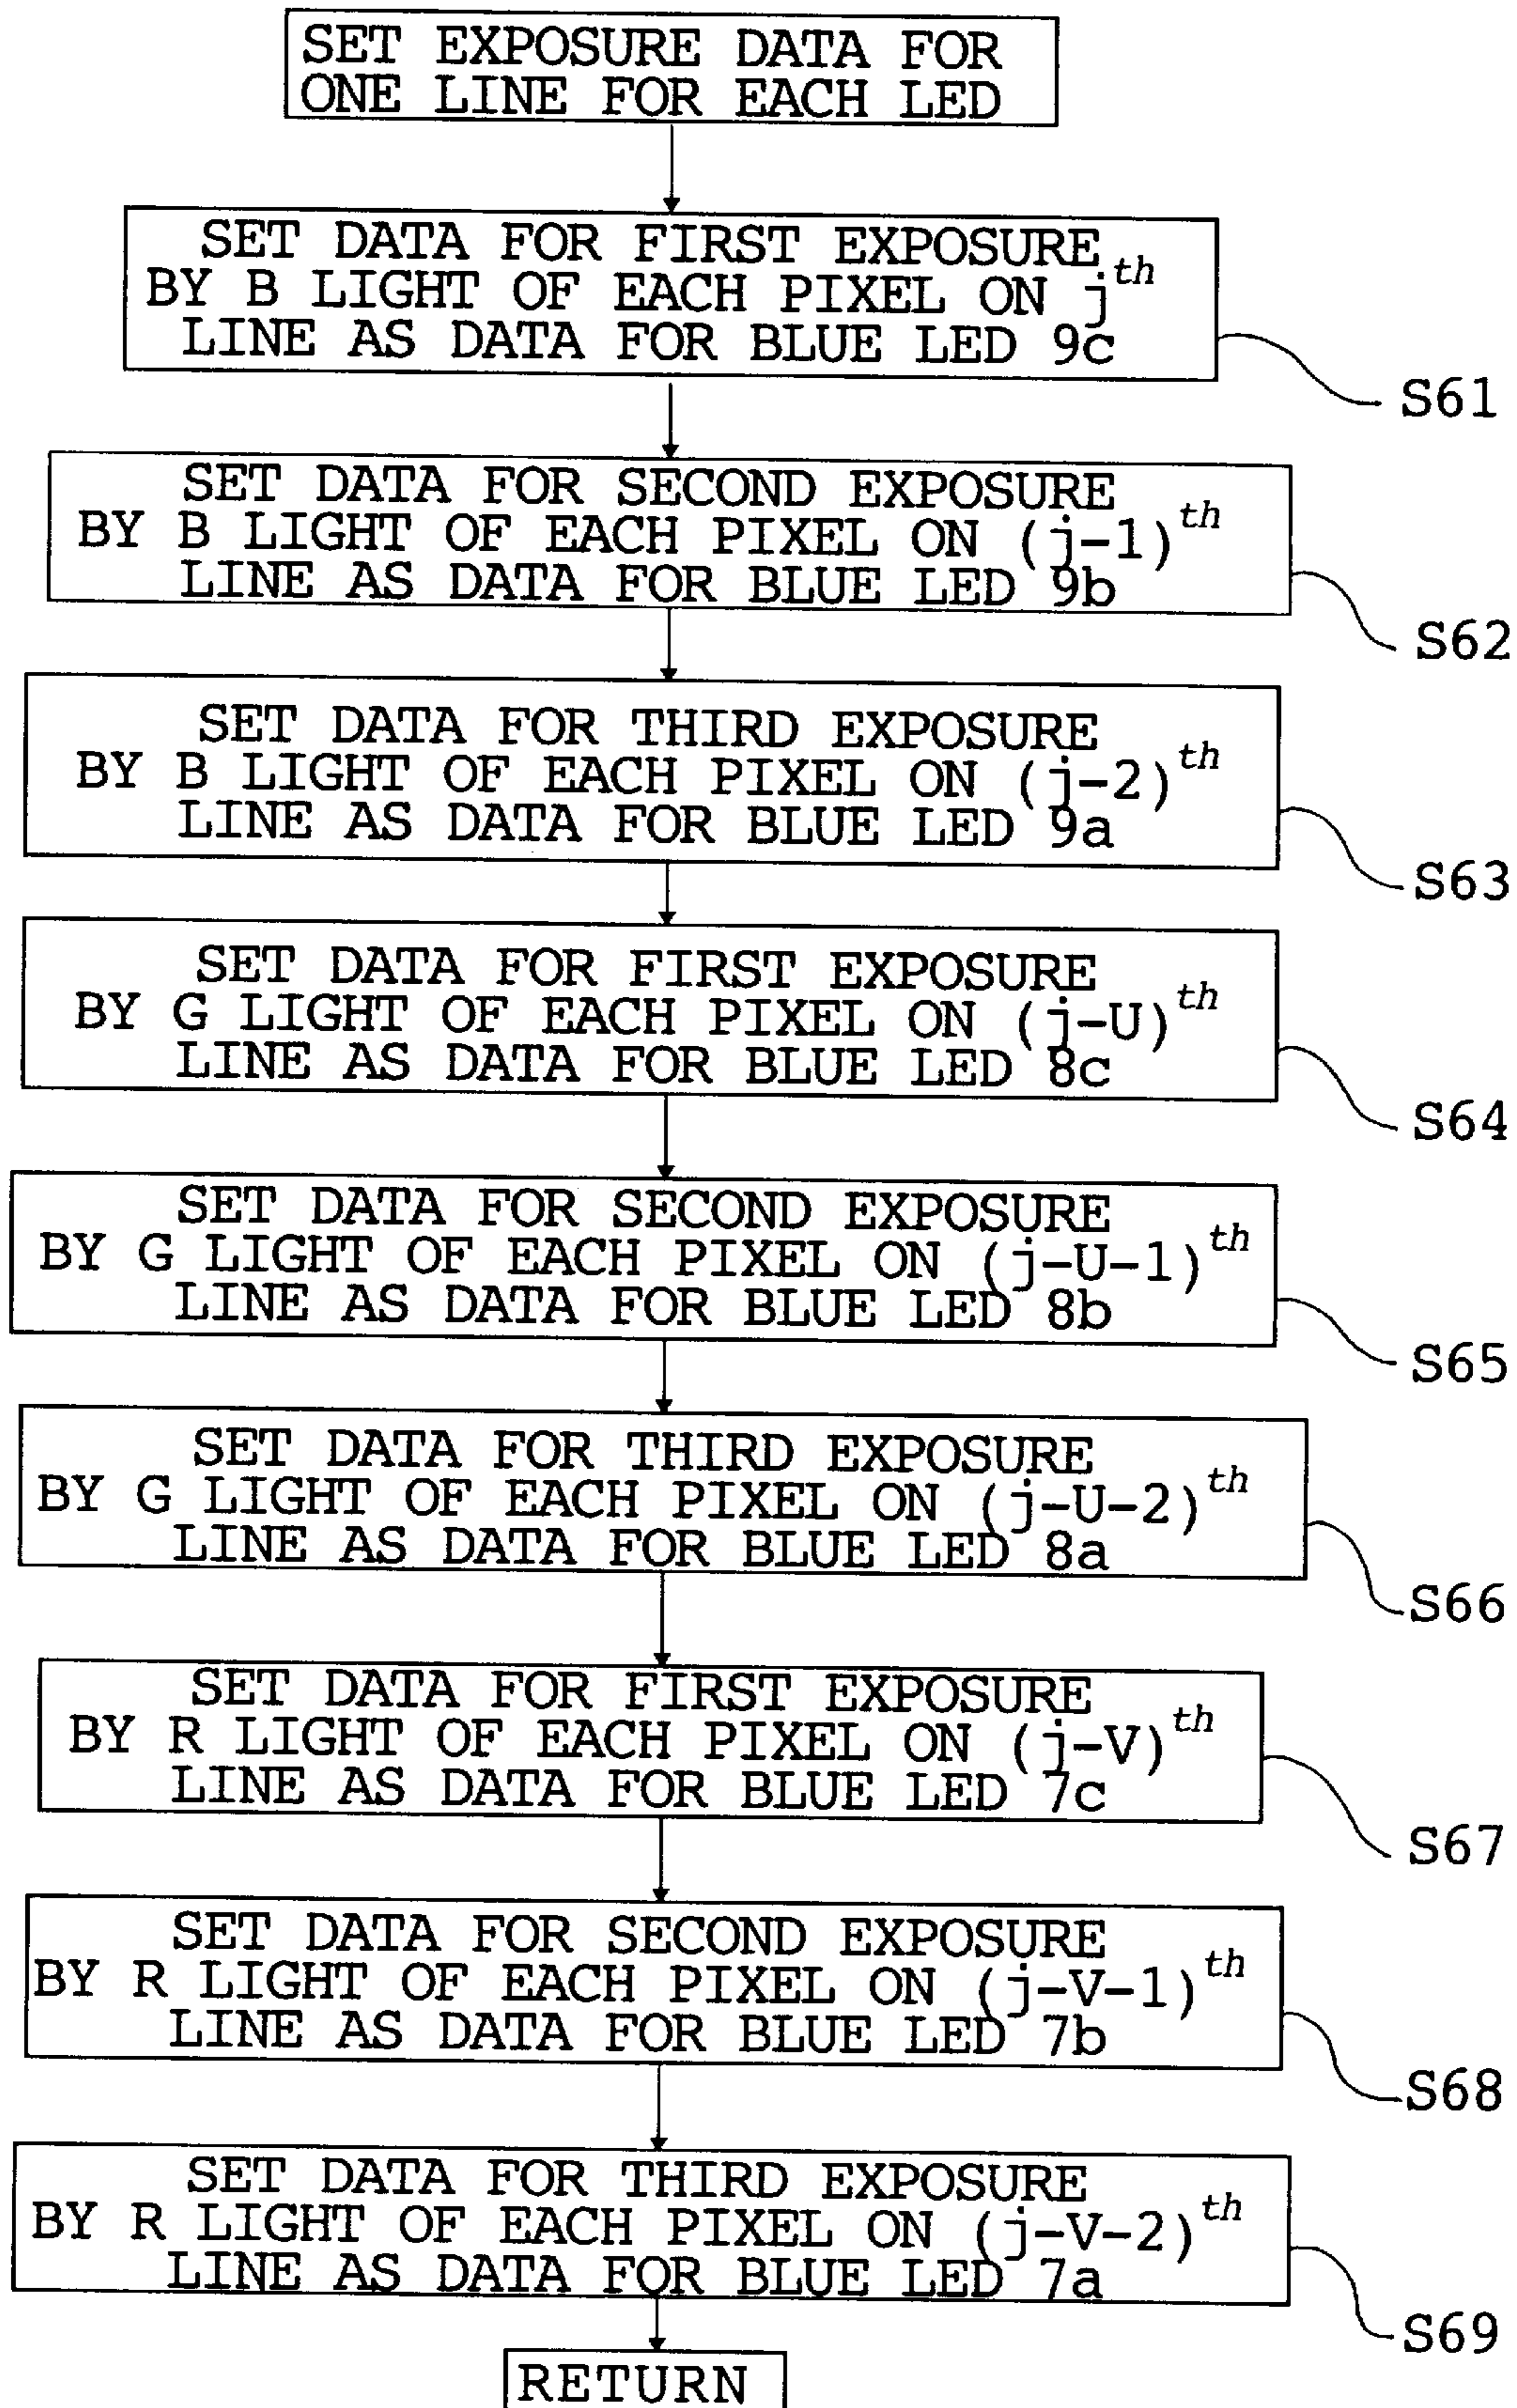 SET EXPOSURE DATA FOR
ONE LINE FOR EACH LED
SET DATA FOR FIRST EXPOSURE
BY B LIGHT OF EACH PIXEL ON jth
LINE AS DATA FOR BLUE LED 9c
S61
SET DATA FOR SECOND EXPOSURE
BY B LIGHT OF EACH PIXEL ON (j-1)th
LINE AS DATA FOR BLUE LED 9b
S62
SET DATA FOR THIRD EXPOSURE
BY B LIGHT OF EACH PIXEL ON (j-2)th
LINE AS DATA FOR BLUE LED 9a
S63
SET DATA FOR FIRST EXPOSURE
BY G LIGHT OF EACH PIXEL ON (j-U)th
LINE AS DATA FOR BLUE LED 8c
S64
SET DATA FOR SECOND EXPOSURE
BY G LIGHT OF EACH PIXEL ON (j-U-1)th
LINE AS DATA FOR BLUE LED 8b
S65
SET DATA FOR THIRD EXPOSURE
BY G LIGHT OF EACH PIXEL ON (j-U-2)th
LINE AS DATA FOR BLUE LED 8a
S66
SET DATA FOR FIRST EXPOSURE
BY R LIGHT OF EACH PIXEL ON (j-V)th
LINE AS DATA FOR BLUE LED 7c
S67
SET DATA FOR SECOND EXPOSURE
BY R LIGHT OF EACH PIXEL ON (j-V-1)th
LINE AS DATA FOR BLUE LED 7b
S68
SET DATA FOR THIRD EXPOSURE
BY R LIGHT OF EACH PIXEL ON (j-V-2)th
LINE AS DATA FOR BLUE LED 7a
S69
RETURN